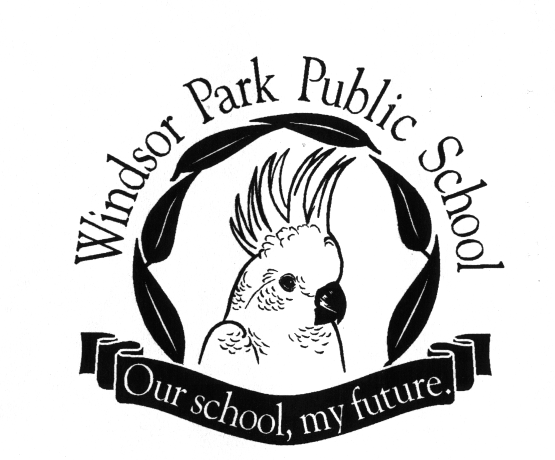 Windsor Park Public School
Our school, my future.